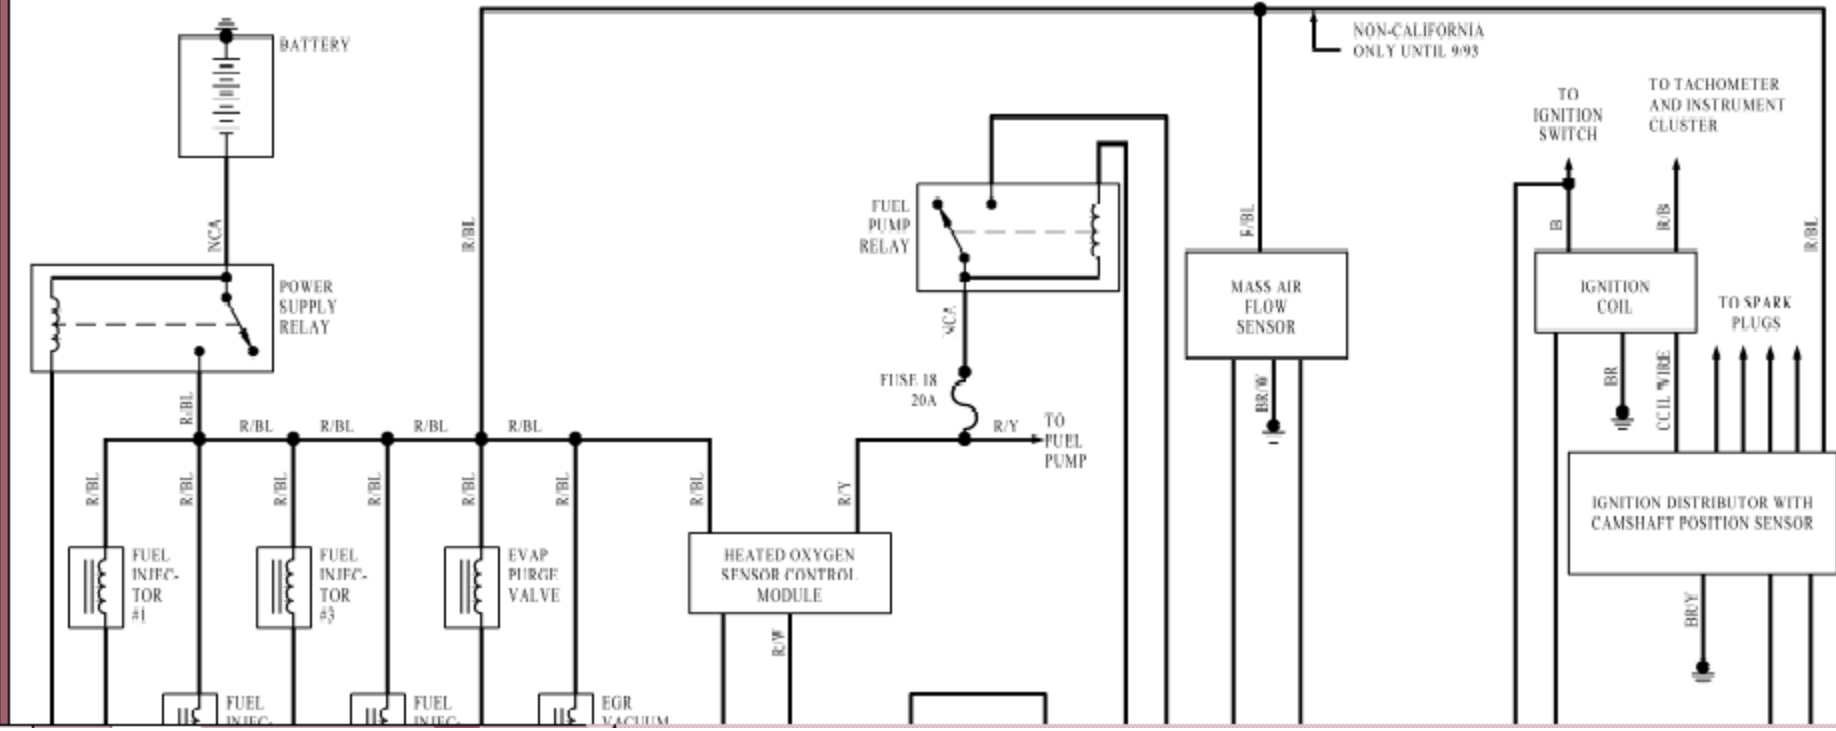 BATTERY
NON-CALIFORNIA
ONLY UNTIL 9/93
TO
IGNITION
SWITCH
TO TACHOMETER
AND INSTRUMENT
CLUSTER
NCA
R/BL
FUEL
PUMP
RELAY
R/BL
B
R/B
R/BL
POWER
SUPPLY
RELAY
NCA
MASS AIR
FLOW
SENSOR
IGNITION
COIL
TO SPARK
PLUGS
FUSE 18
20A
R/BL
BR/W
BR
COIL WIRE
R/BL
R/BL
R/BL
R/BL
R/Y
TO
FUEL
PUMP
R/BL
R/BL
R/BL
R/BL
R/BL
R/BL
R/BL
R/Y
IGNITION DISTRIBUTOR WITH
CAMSHAFT POSITION SENSOR
FUEL
INJEC-
TOR
#1
FUEL
INJEC-
TOR
#3
EVAP
PURGE
VALVE
HEATED OXYGEN
SENSOR CONTROL
MODULE
R/W
BR/Y
FUEL
INJEC-
FUEL
INJEC-
EGR
VACUUM